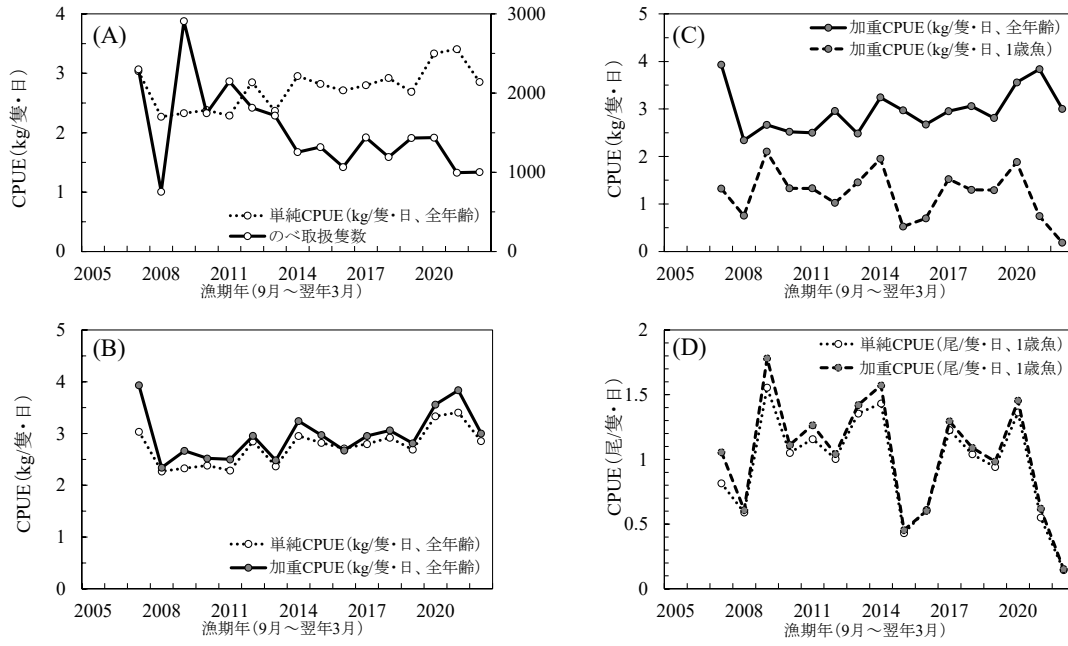 (A)
4
3
2
1
0
3000
2000
1000
0
CPUE(kg/隻・日)
単純CPUE(kg/隻・日、全年齢)
のべ取扱隻数
2005 2008 2011 2014 2017 2020
漁期年(9月~翌年3月)
(C)
5
4
3
2
1
0
CPUE(kg/隻・日)
加重CPUE(kg/隻・日、全年齢)
加重CPUE(kg/隻・日、1歳魚)
2005 2008 2011 2014 2017 2020
漁期年(9月~翌年3月)
(B)
5
4
3
2
1
0
CPUE(kg/隻・日)
単純CPUE(kg/隻・日、全年齢)
加重CPUE(kg/隻・日、全年齢)
2005 2008 2011 2014 2017 2020
漁期年(9月~翌年3月)
(D)
2
1.5
1
0.5
0
CPUE(尾/隻・日)
単純CPUE(尾/隻・日、1歳魚)
加重CPUE(尾/隻・日、1歳魚)
2005 2008 2011 2014 2017 2020
漁期年(9月~翌年3月)